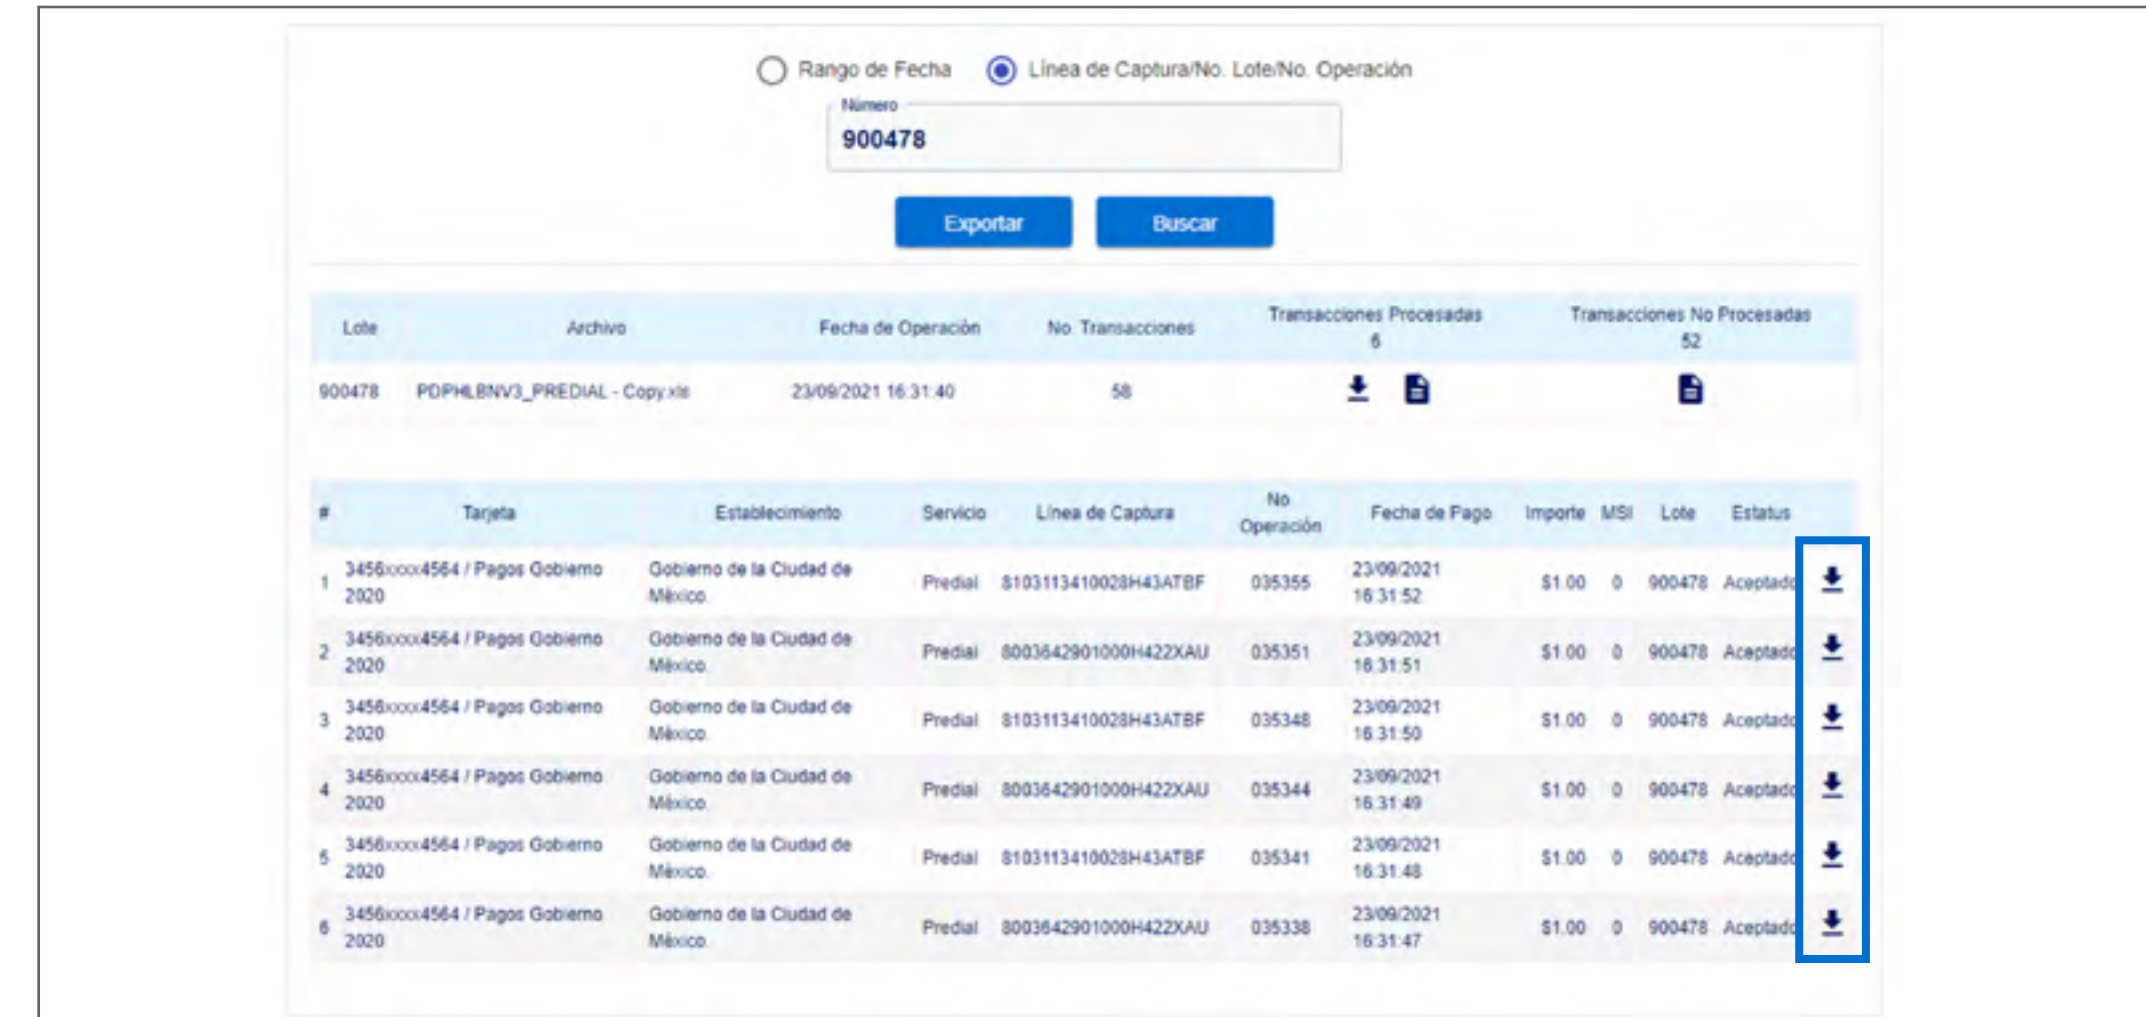 Rango de Fecha Línea de Captura/No. Lote/No. Operación
Número
900478
Exportar Buscar
Lote Archivo Fecha de Operación No. Transacciones Transacciones Procesadas 6 Transacciones No Procesadas 52
900478 PDPHLBNV3_PREDIAL - Copy.xls 23/09/2021 16:31:40 58
# Tarjeta Establecimiento Servicio Línea de Captura No. Operación Fecha de Pago Importe MSI Lote Estatus
1 3456xxxx4564 / Pagos Gobierno 2020 Gobierno de la Ciudad de México. Predial 8103113410028H43ATBF 035355 23/09/2021 16:31:52 $1.00 0 900478 Aceptado
2 3456xxxx4564 / Pagos Gobierno 2020 Gobierno de la Ciudad de México. Predial 8003642901000H422XAU 035351 23/09/2021 16:31:51 $1.00 0 900478 Aceptado
3 3456xxxx4564 / Pagos Gobierno 2020 Gobierno de la Ciudad de México. Predial 8103113410028H43ATBF 035348 23/09/2021 16:31:50 $1.00 0 900478 Aceptado
4 3456xxxx4564 / Pagos Gobierno 2020 Gobierno de la Ciudad de México. Predial 8003642901000H422XAU 035344 23/09/2021 16:31:49 $1.00 0 900478 Aceptado
5 3456xxxx4564 / Pagos Gobierno 2020 Gobierno de la Ciudad de México. Predial 8103113410028H43ATBF 035341 23/09/2021 16:31:48 $1.00 0 900478 Aceptado
6 3456xxxx4564 / Pagos Gobierno 2020 Gobierno de la Ciudad de México. Predial 8003642901000H422XAU 035338 23/09/2021 16:31:47 $1.00 0 900478 Aceptado